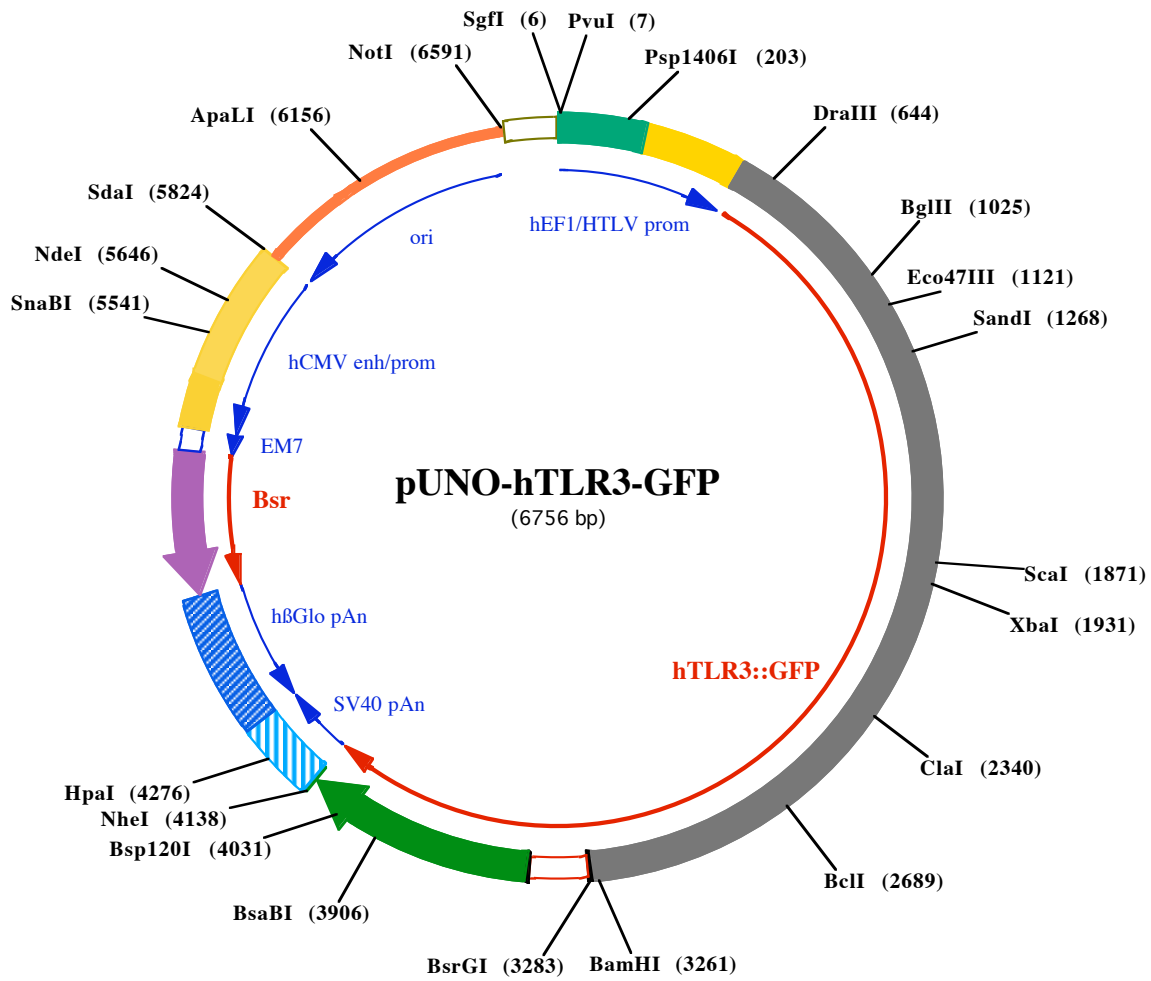 SgfI (6)
PvuI (7)
NotI (6591)
Psp1406I (203)
ApaLI (6156)
DraIII (644)
SdaI (5824)
BglII (1025)
hEF1/HTLV prom
ori
NdeI (5646)
Eco47III (1121)
SnaBI (5541)
SandI (1268)
hCMV enh/prom
EM7
pUNO-hTLR3-GFP
Bsr
(6756 bp)
ScaI (1871)
hßGlo pAn
XbaI (1931)
hTLR3::GFP
SV40 pAn
ClaI (2340)
HpaI (4276)
NheI (4138)
Bsp120I (4031)
BclI (2689)
BsaBI (3906)
BsrGI (3283)
BamHI (3261)